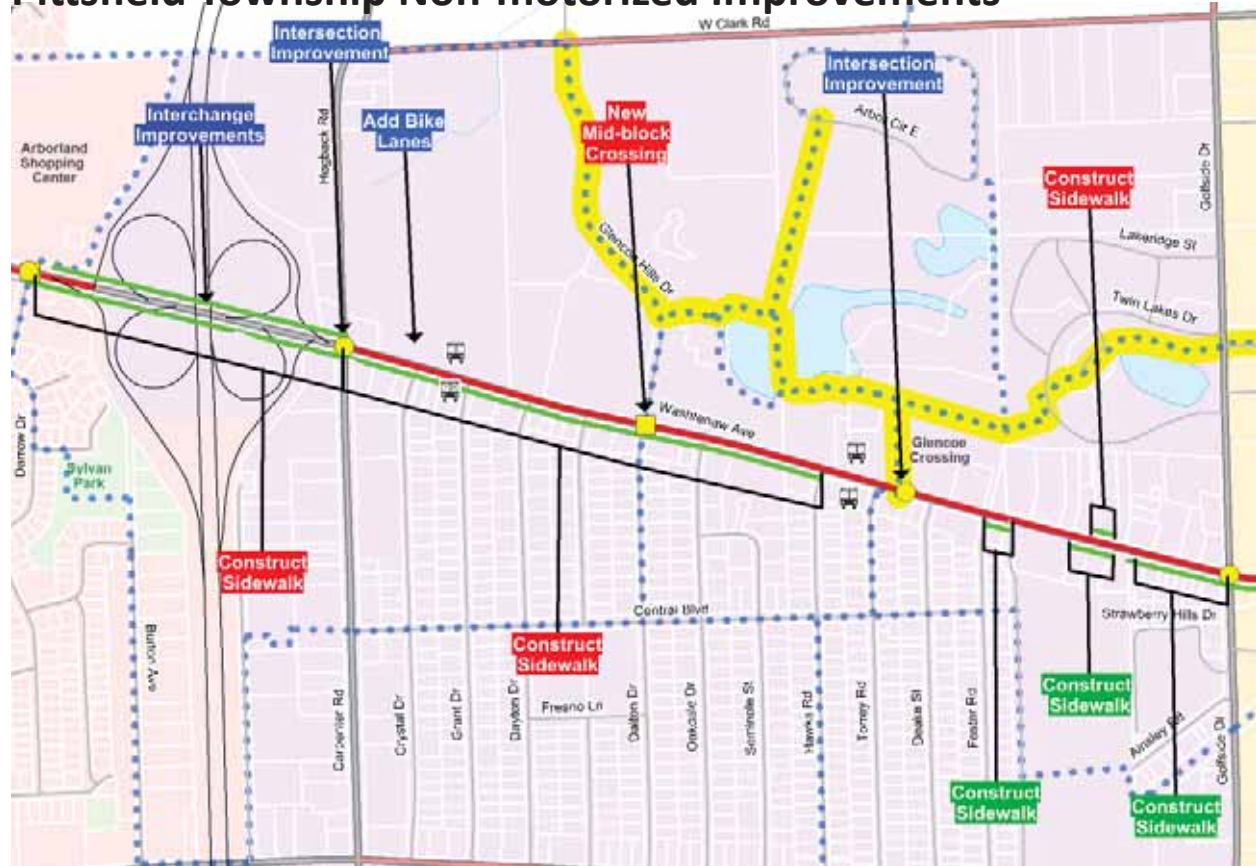 Pittsfield Township Non-motorized Improvements
W Clark Rd
Intersection
Improvement
Intersection
Improvement
Interchange
Improvements
Hogback Rd
Add Bike
Lanes
New
Mid-block
Crossing
Arbor Cir E
Arborland
Shopping
Center
Golfside Dr
Construct
Sidewalk
Lakeridge St
Glencoe Hills Dr
Twin Lakes Dr
Washtenaw Ave
Glencoe
Crossing
Darrow Dr
Sylvan
Park
Construct
Sidewalk
Central Blvd
Strawberry Hills Dr
Burton Ave
Construct
Sidewalk
Construct
Sidewalk
Carpenter Rd
Crystal Dr
Grant Dr
Dayton Dr
Fresno Ln
Dalton Dr
Oakdale Dr
Seminole St
Hawks Rd
Torrey Rd
Deake St
Foster Rd
Ainsley Rd
Golfside Dr
Construct
Sidewalk
Construct
Sidewalk